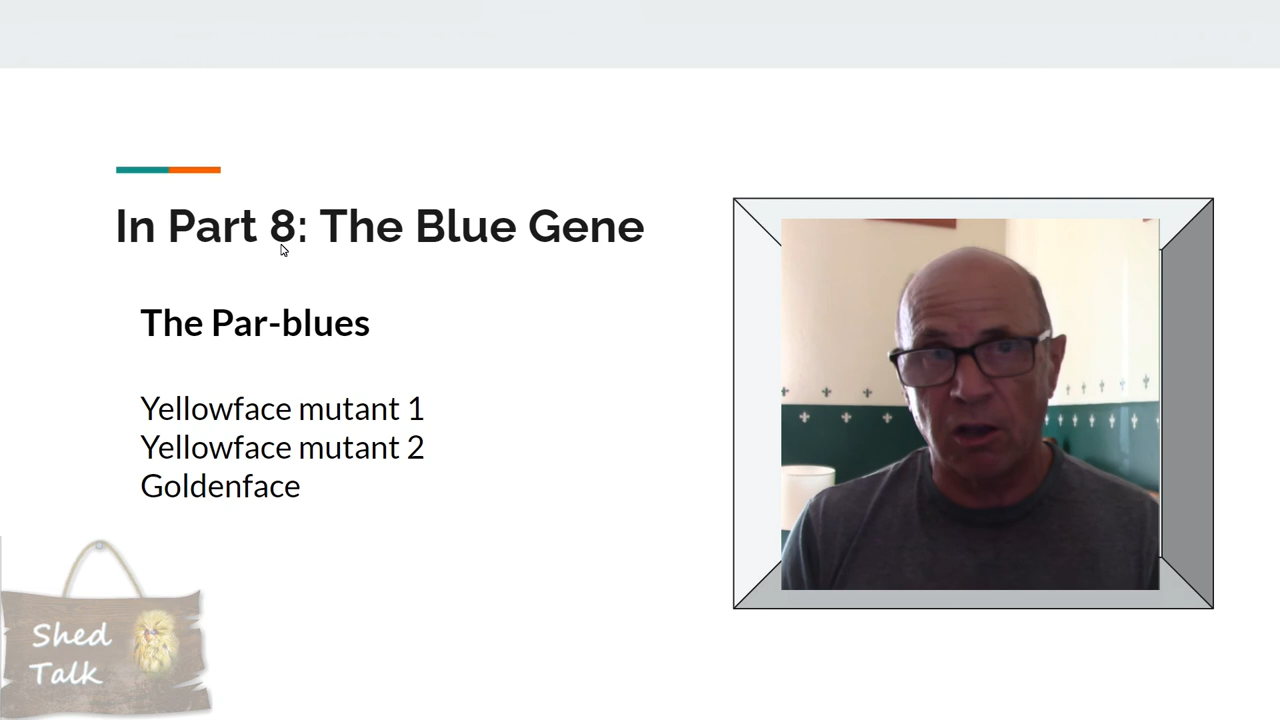 In Part 8: The Blue Gene
The Par-blues
Yellowface mutant 1
Yellowface mutant 2
Goldenface
Shed
Talk